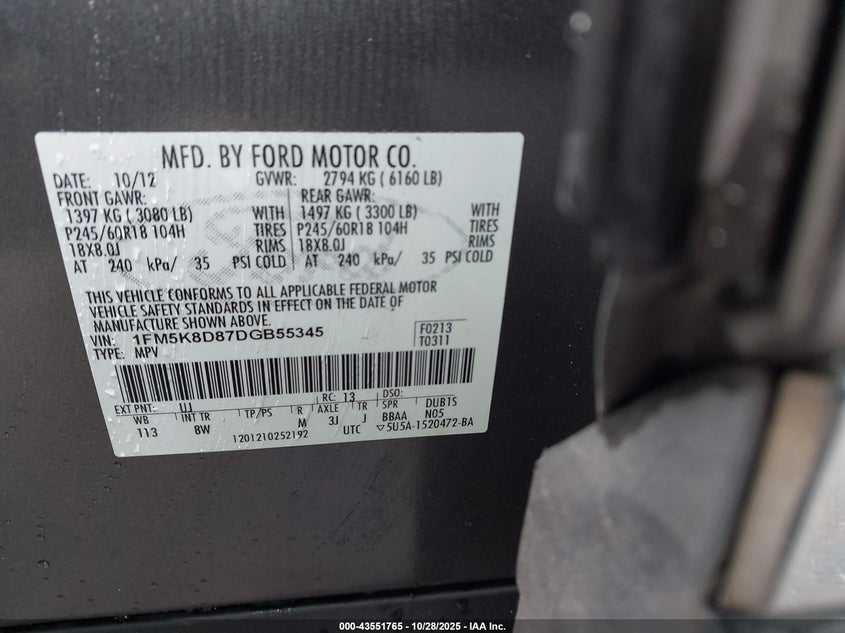 MFD. BY FORD MOTOR CO.
DATE: 10/12 GVWR: 2794 KG ( 6160 LB)
FRONT GAWR: REAR GAWR:
1397 KG ( 3080 LB) WITH 1497 KG ( 3300 LB) WITH
P245/60R18 104H TIRES P245/60R18 104H TIRES
18X8.0J RIMS 18X8.0J RIMS
AT 240 kPa/ 35 PSI COLD AT 240 kPa/ 35 PSI COLD
THIS VEHICLE CONFORMS TO ALL APPLICABLE FEDERAL MOTOR
VEHICLE SAFETY STANDARDS IN EFFECT ON THE DATE OF
MANUFACTURE SHOWN ABOVE.
VIN: 1FM5K8D87DGB55345 F0213
TYPE: MPV T0311
EXT PNT: UJ RC: 13 DSO:
WB INT TR TP/PS R AXLE TR SPR DUBTS
113 BW M 3J J BBAA N05
1201210252192 UTC ▽5U5A-1520472-BA
000-43551765 | 10/28/2025 | IAA Inc.